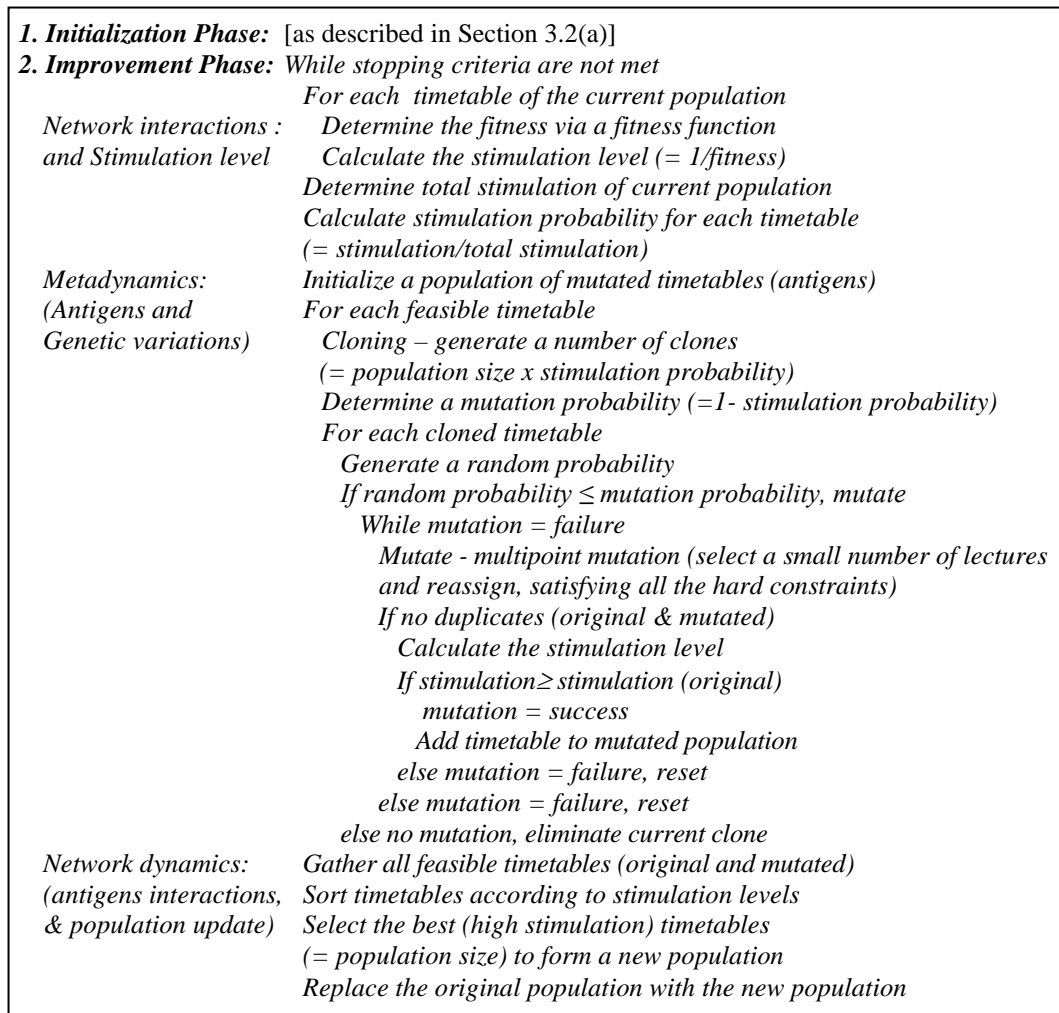 1. Initialization Phase: [as described in Section 3.2(a)]
2. Improvement Phase: While stopping criteria are not met
For each timetable of the current population
Network interactions : Determine the fitness via a fitness function
and Stimulation level Calculate the stimulation level (= 1/fitness)
Determine total stimulation of current population
Calculate stimulation probability for each timetable
(= stimulation/total stimulation)
Metadynamics: Initialize a population of mutated timetables (antigens)
(Antigens and For each feasible timetable
Genetic variations) Cloning – generate a number of clones
(= population size x stimulation probability)
Determine a mutation probability (=1- stimulation probability)
For each cloned timetable
Generate a random probability
If random probability ≤ mutation probability, mutate
While mutation = failure
Mutate - multipoint mutation (select a small number of lectures
and reassign, satisfying all the hard constraints)
If no duplicates (original & mutated)
Calculate the stimulation level
If stimulation≥ stimulation (original)
mutation = success
Add timetable to mutated population
else mutation = failure, reset
else mutation = failure, reset
else no mutation, eliminate current clone
Network dynamics: Gather all feasible timetables (original and mutated)
(antigens interactions, Sort timetables according to stimulation levels
& population update) Select the best (high stimulation) timetables
(= population size) to form a new population
Replace the original population with the new population